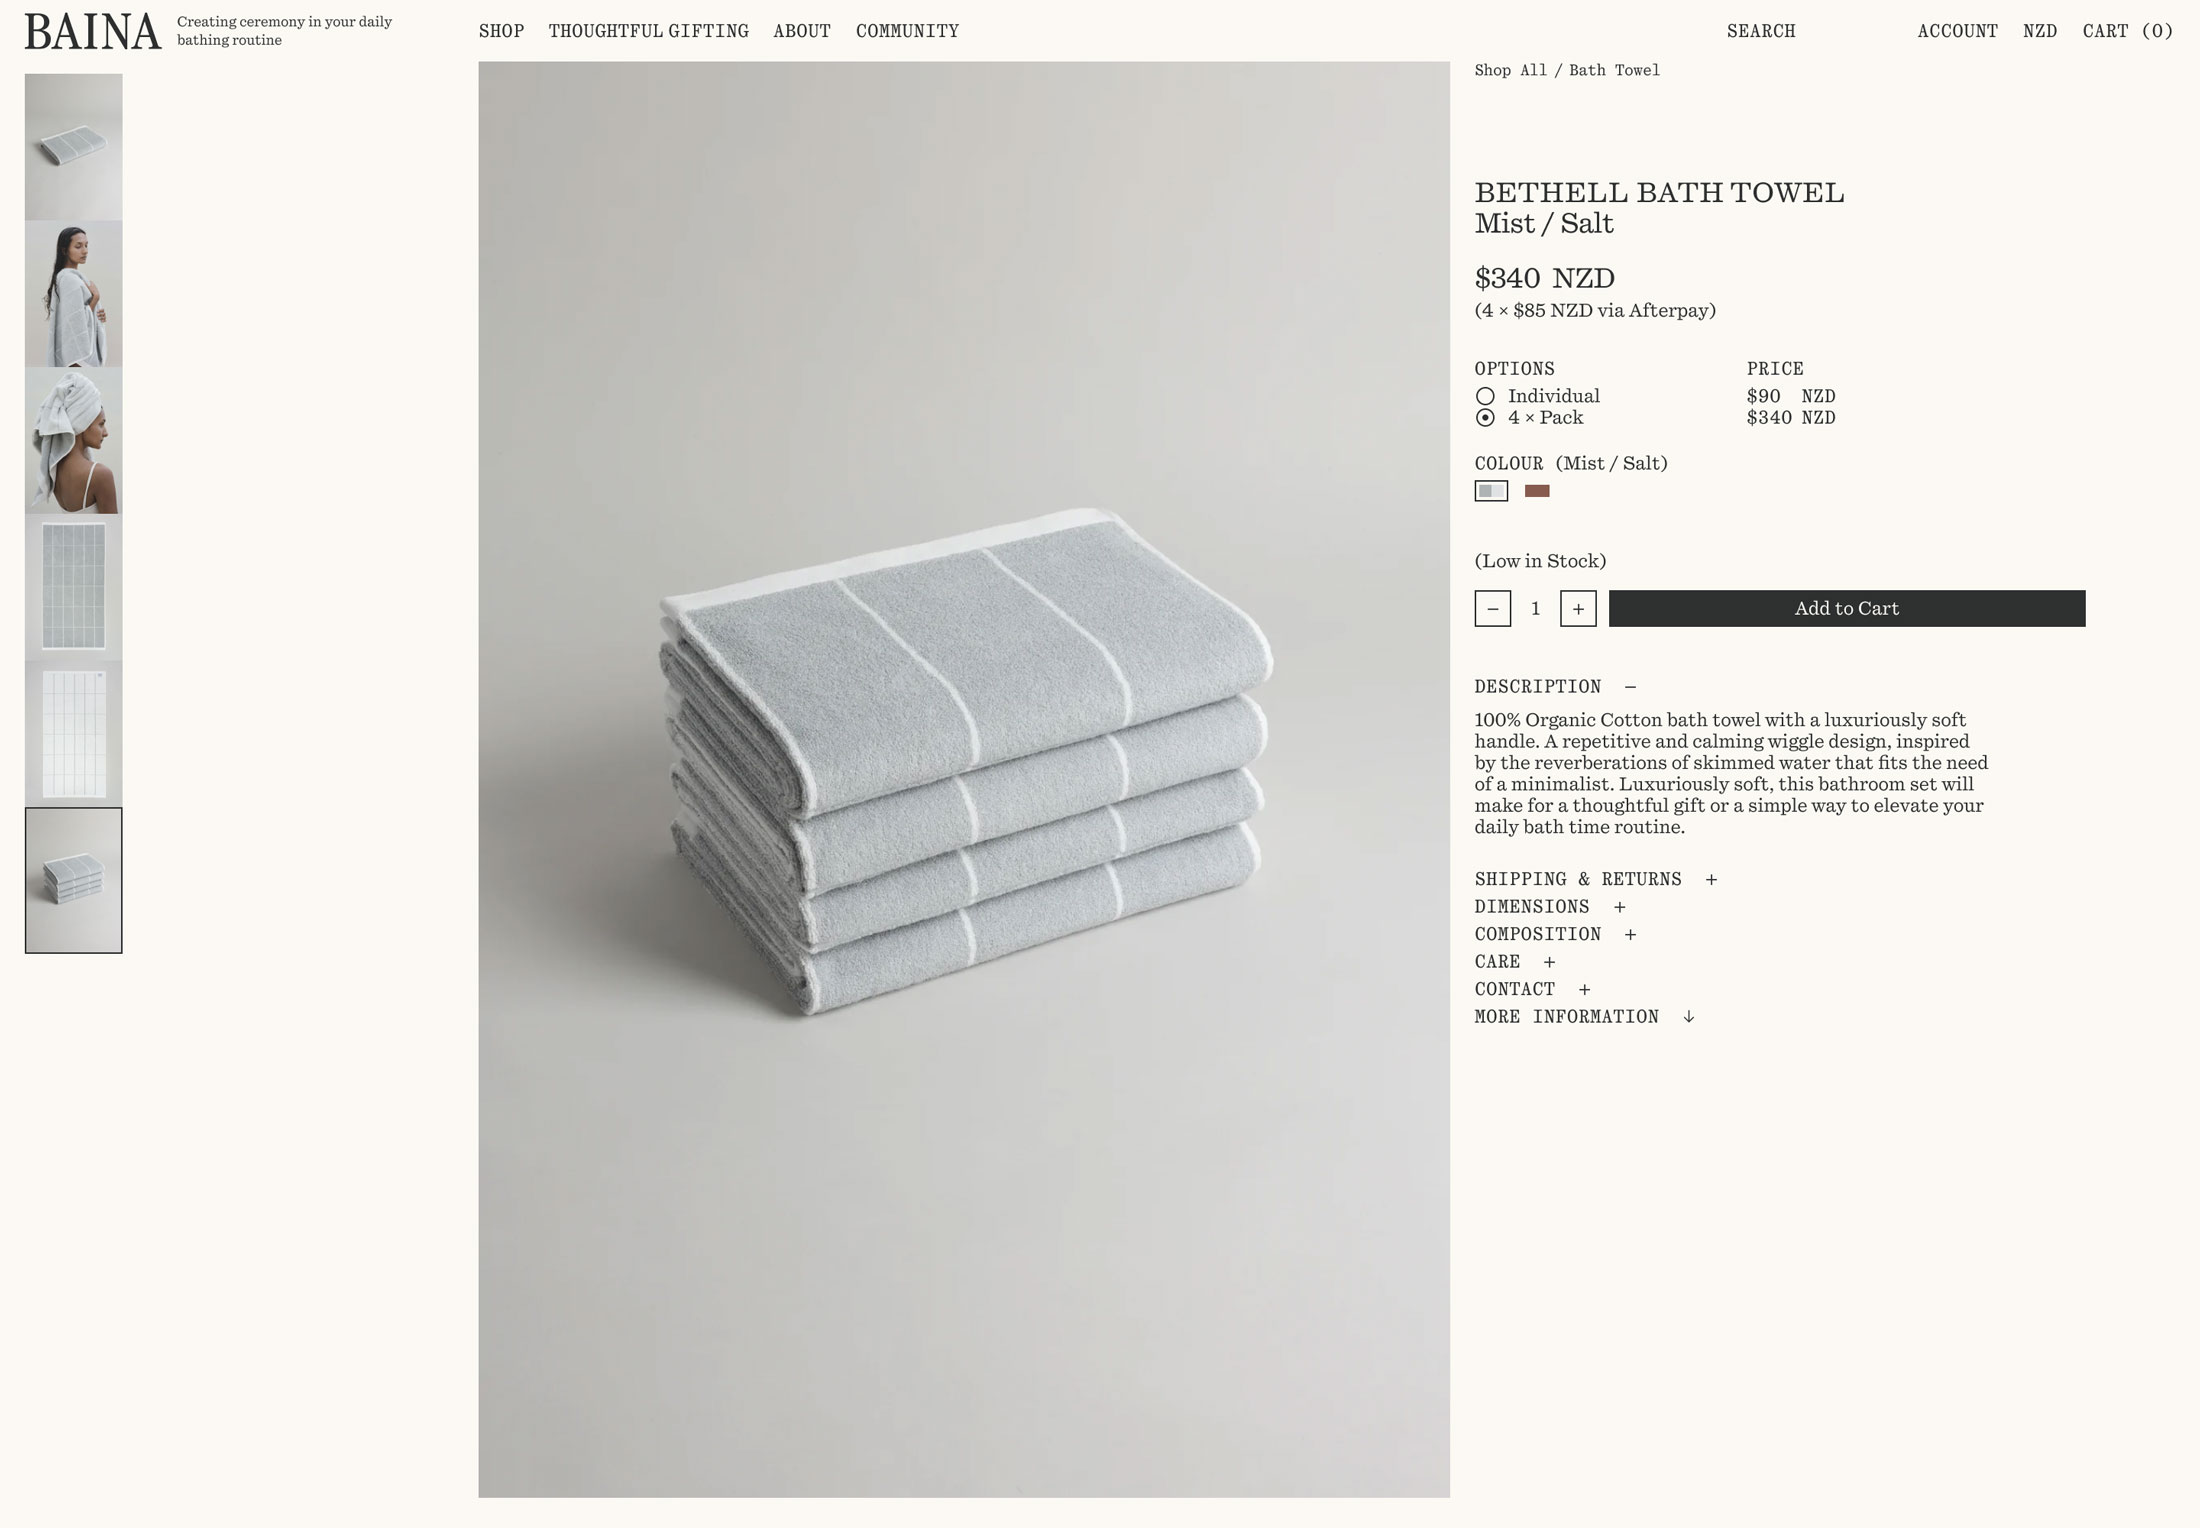 BAINA
Creating ceremony in your daily
bathing routine
SHOP THOUGHTFUL GIFTING ABOUT COMMUNITY
SEARCH
ACCOUNT NZD CART (0)
Shop All / Bath Towel
BETHELL BATH TOWEL
Mist / Salt
$340 NZD
(4 × $85 NZD via Afterpay)
OPTIONS PRICE
Individual $90 NZD
4 × Pack $340 NZD
COLOUR (Mist / Salt)
(Low in Stock)
− 1 + Add to Cart
DESCRIPTION −
100% Organic Cotton bath towel with a luxuriously soft
handle. A repetitive and calming wiggle design, inspired
by the reverberations of skimmed water that fits the need
of a minimalist. Luxuriously soft, this bathroom set will
make for a thoughtful gift or a simple way to elevate your
daily bath time routine.
SHIPPING & RETURNS +
DIMENSIONS +
COMPOSITION +
CARE +
CONTACT +
MORE INFORMATION ↓